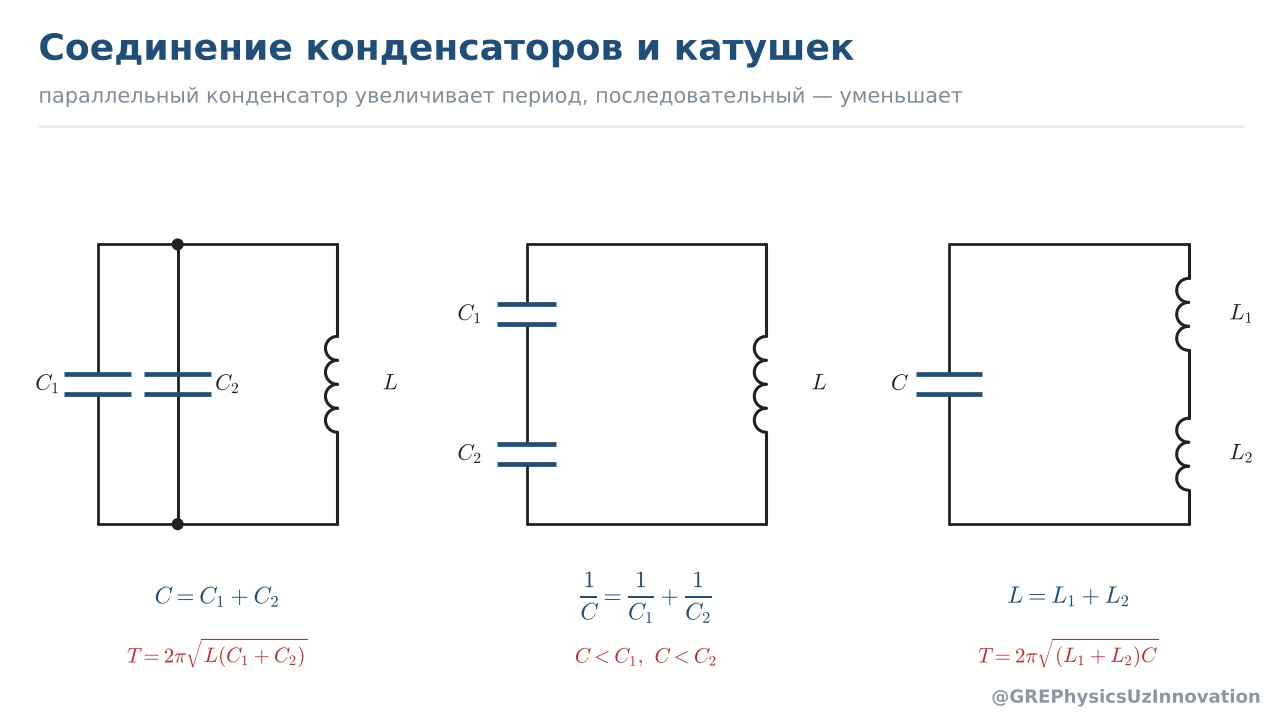 Соединение конденсаторов и катушек
параллельный конденсатор увеличивает период, последовательный — уменьшает
C₁
C₂
L
C₁
C₂
L
C
L₁
L₂
C = C₁ + C₂
1/C = 1/C₁ + 1/C₂
L = L₁ + L₂
T = 2π√(L(C₁ + C₂))
C < C₁, C < C₂
T = 2π√((L₁ + L₂)C)
@GREPhysicsUzInnovation